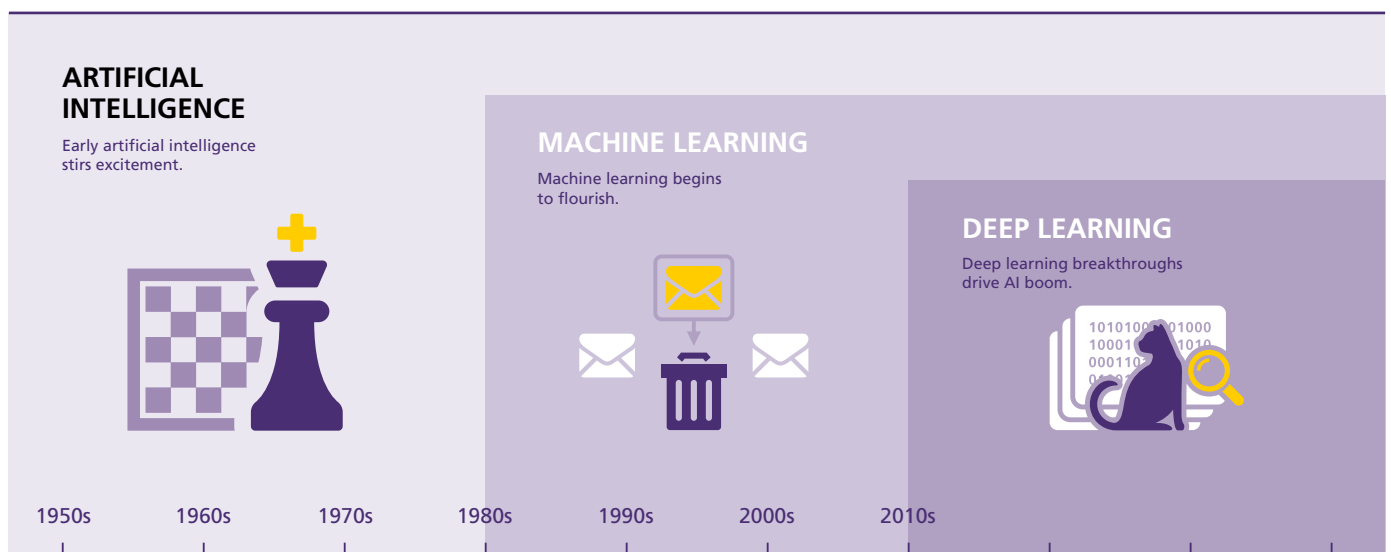 ARTIFICIAL
INTELLIGENCE
Early artificial intelligence
stirs excitement.
MACHINE LEARNING
Machine learning begins
to flourish.
DEEP LEARNING
Deep learning breakthroughs
drive AI boom.
1950s 1960s 1970s 1980s 1990s 2000s 2010s